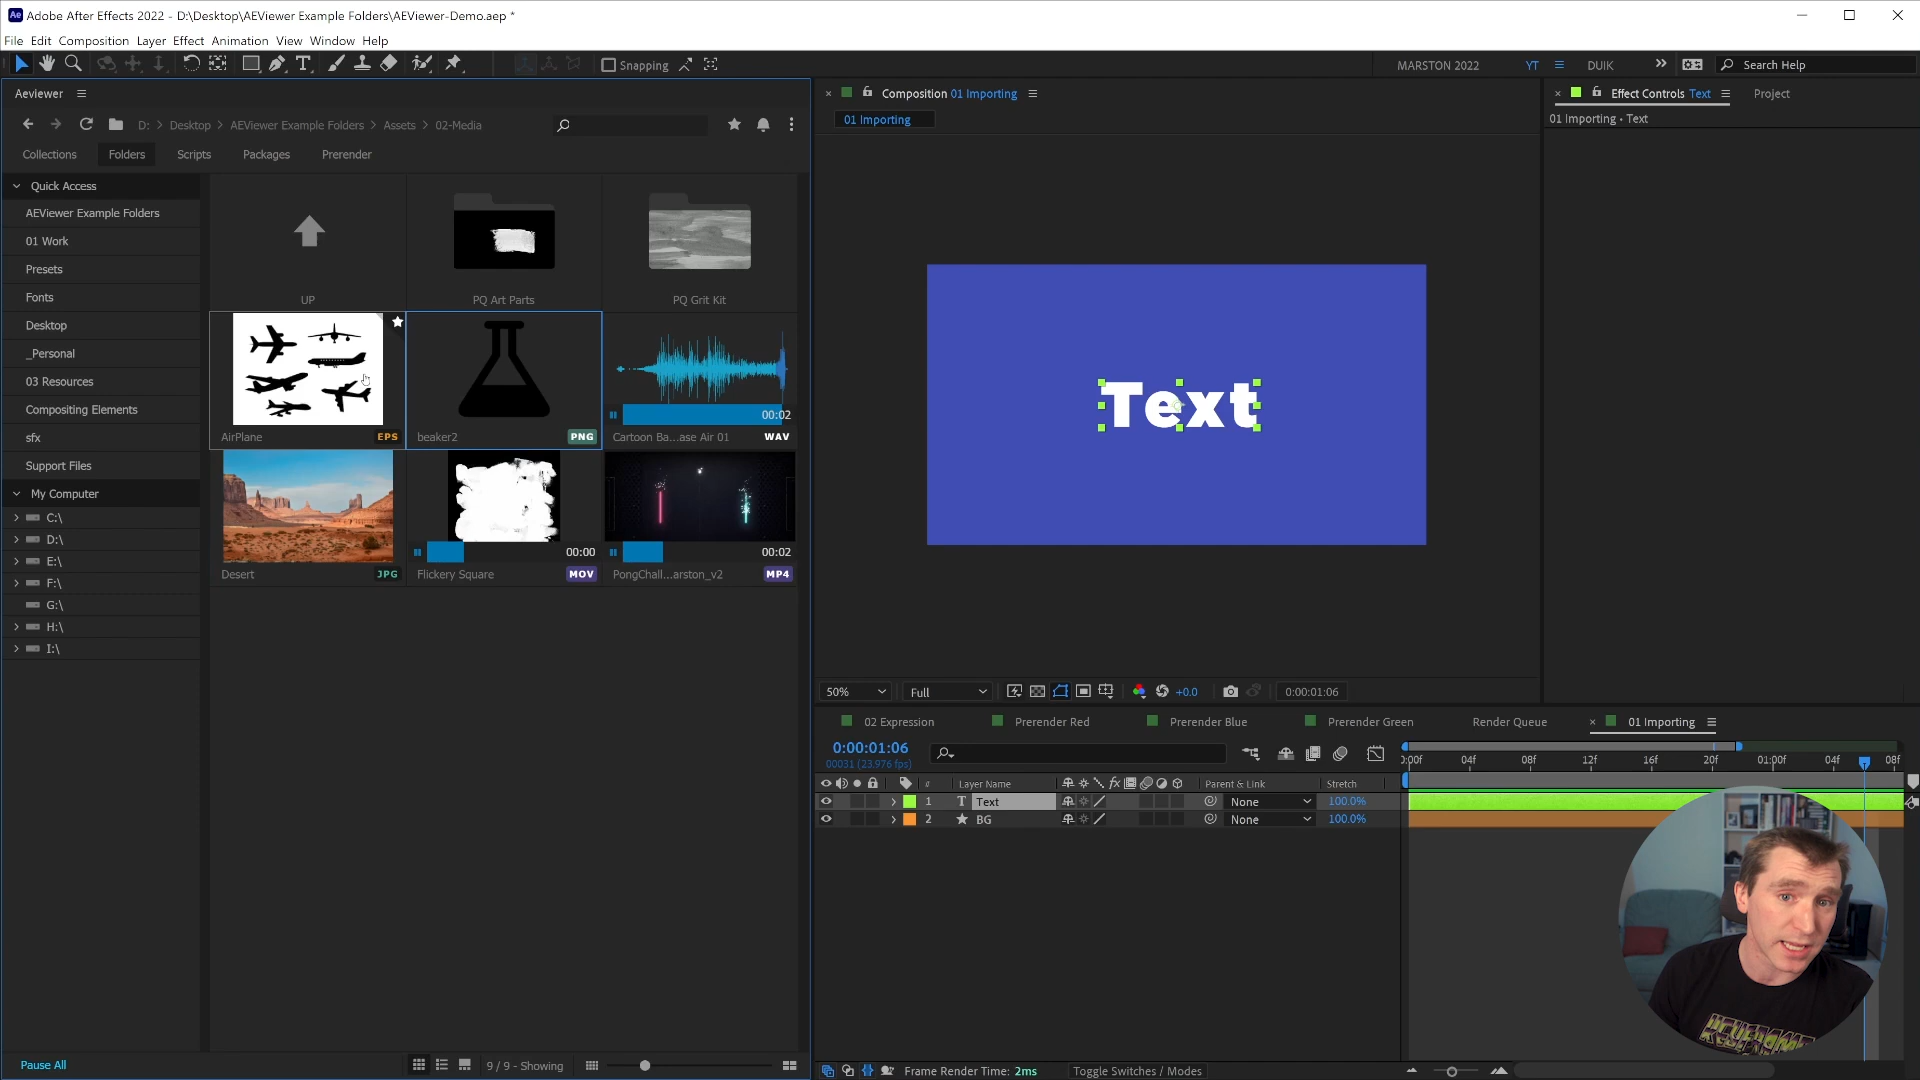 Ae Adobe After Effects 2022 - D:\Desktop\AEViewer Example Folders\AEViewer-Demo.aep *
File Edit Composition Layer Effect Animation View Window Help
Snapping
MARSTON 2022 YT DUIK Search Help
Aeviewer
D: > Desktop > AEViewer Example Folders > Assets > 02-Media
Collections Folders Scripts Packages Prerender
Quick Access
AEViewer Example Folders
01 Work
Presets
Fonts
Desktop
_Personal
03 Resources
Compositing Elements
sfx
Support Files
My Computer
C:\
D:\
E:\
F:\
G:\
H:\
I:\
UP PQ Art Parts PQ Grit Kit
00:02
AirPlane EPS beaker2 PNG Cartoon Ba...ase Air 01 WAV
00:00 00:02
Desert JPG Flickery Square MOV PongChall...arston_v2 MP4
Pause All
9 / 9 - Showing
Composition 01 Importing
01 Importing
Text
50% Full +0.0 0:00:01:06
Effect Controls Text Project
01 Importing • Text
02 Expression Prerender Red Prerender Blue Prerender Green Render Queue 01 Importing
0:00:01:06
00031 (23.976 fps)
0:00f 04f 08f 12f 16f 20f 01:00f 04f 08f
# Layer Name fx Parent & Link Stretch
1 T Text None 100.0%
2 BG None 100.0%
Frame Render Time: 2ms Toggle Switches / Modes